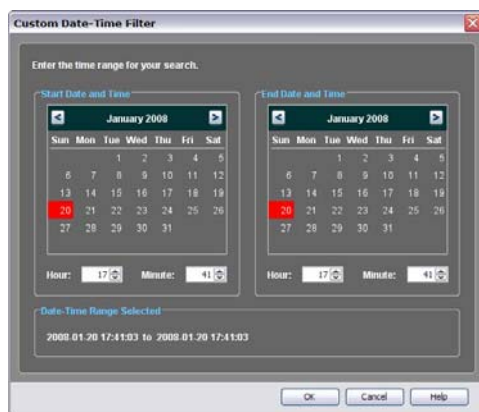 Custom Date-Time Filter
Enter the time range for your search.
Start Date and Time
January 2008
Sun Mon Tue Wed Thu Fri Sat
1 2 3 4 5
6 7 8 9 10 11 12
13 14 15 16 17 18 19
20 21 22 23 24 25 26
27 28 29 30 31
Hour: 17 Minute: 41
End Date and Time
January 2008
Sun Mon Tue Wed Thu Fri Sat
1 2 3 4 5
6 7 8 9 10 11 12
13 14 15 16 17 18 19
20 21 22 23 24 25 26
27 28 29 30 31
Hour: 17 Minute: 41
Date-Time Range Selected
2008-01-20 17:41:03 to 2008-01-20 17:41:03
OK Cancel Help